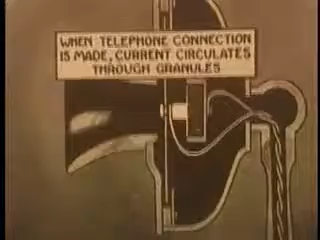 WHEN TELEPHONE CONNECTION
IS MADE, CURRENT CIRCULATES
THROUGH GRANULES